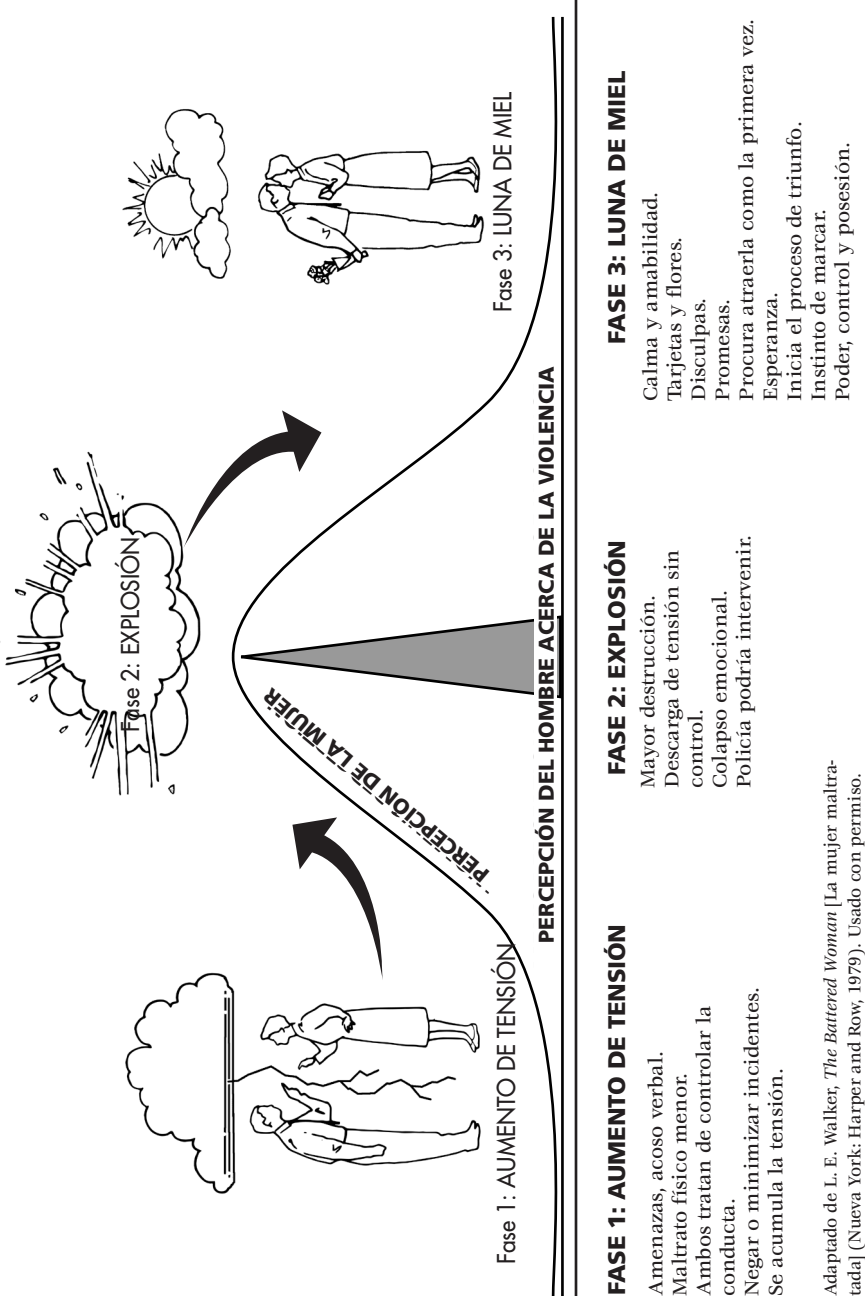 Fase 1: AUMENTO DE TENSIÓN
Fase 2: EXPLOSIÓN
Fase 3: LUNA DE MIEL
PERCEPCIÓN DE LA MUJER
PERCEPCIÓN DEL HOMBRE ACERCA DE LA VIOLENCIA
FASE 1: AUMENTO DE TENSIÓN
Amenazas, acoso verbal.
Maltrato físico menor.
Ambos tratan de controlar la
conducta.
Negar o minimizar incidentes.
Se acumula la tensión.
FASE 2: EXPLOSIÓN
Mayor destrucción.
Descarga de tensión sin
control.
Colapso emocional.
Policía podría intervenir.
FASE 3: LUNA DE MIEL
Calma y amabilidad.
Tarjetas y flores.
Disculpas.
Promesas.
Procura atraerla como la primera vez.
Esperanza.
Inicia el proceso de triunfo.
Instinto de marcar.
Poder, control y posesión.
Adaptado de L. E. Walker, The Battered Woman [La mujer maltra-
tada] (Nueva York: Harper and Row, 1979). Usado con permiso.